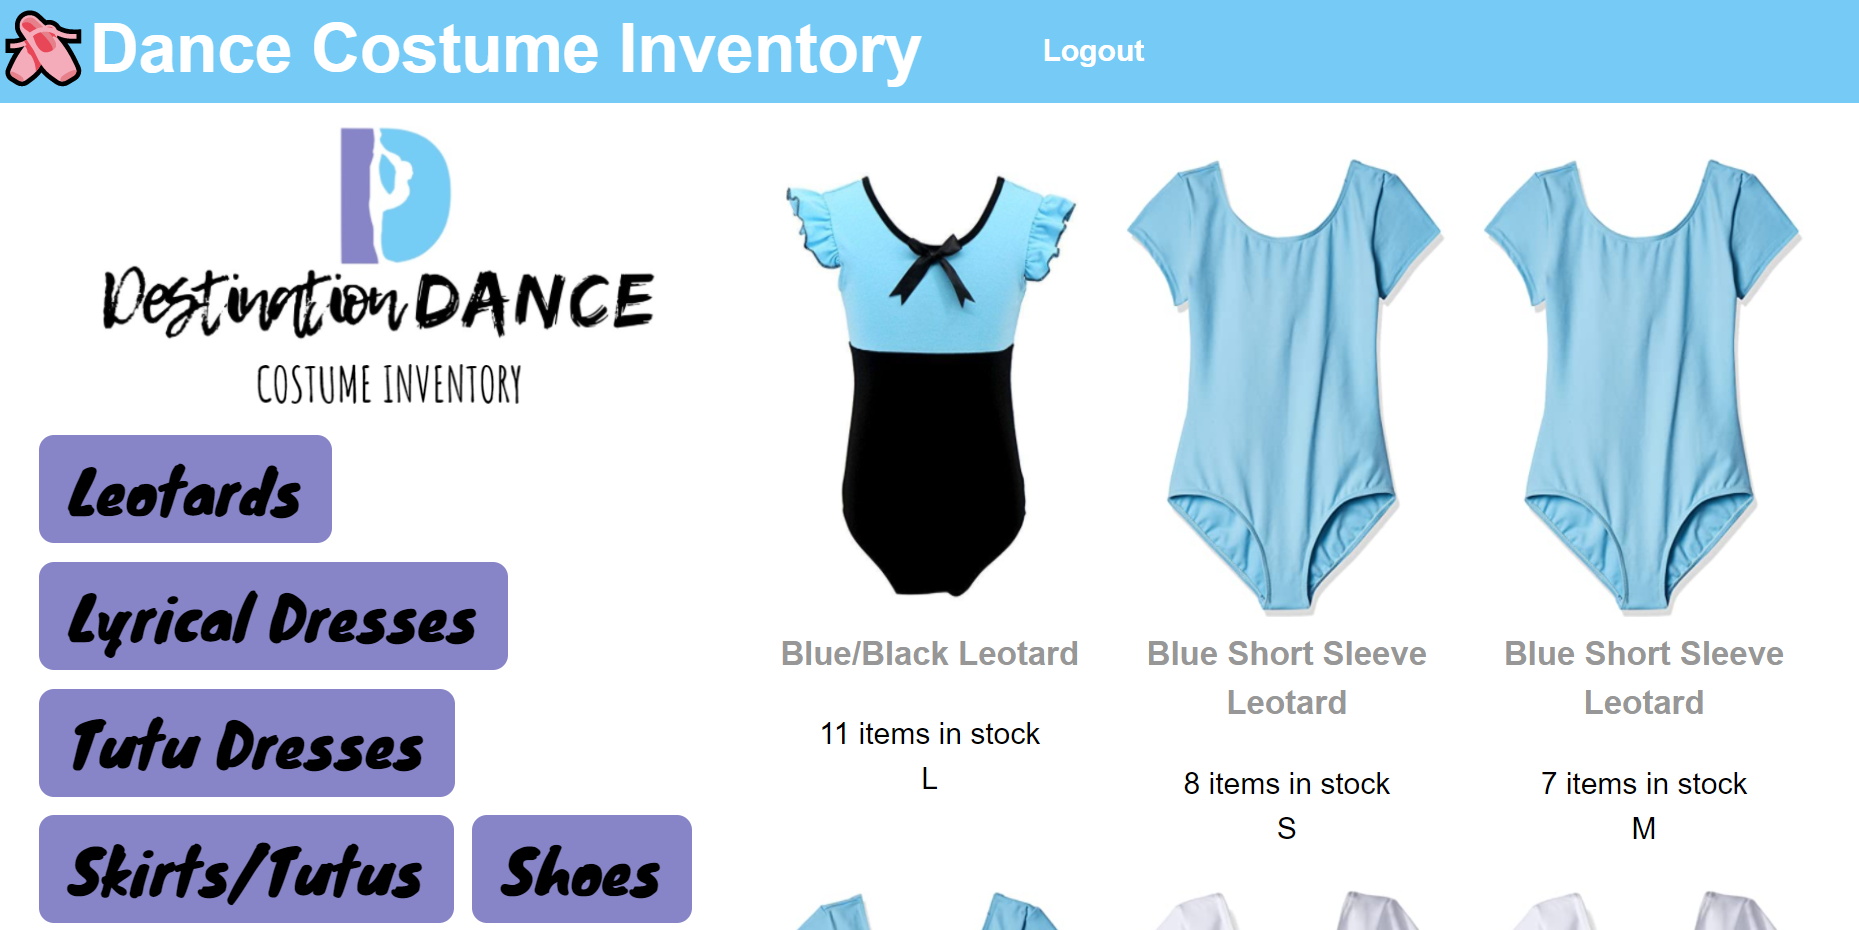 Dance Costume Inventory
Logout
Destination DANCE
COSTUME INVENTORY
Leotards
Lyrical Dresses
Tutu Dresses
Skirts/Tutus
Shoes
Blue/Black Leotard
11 items in stock
L
Blue Short Sleeve
Leotard
8 items in stock
S
Blue Short Sleeve
Leotard
7 items in stock
M